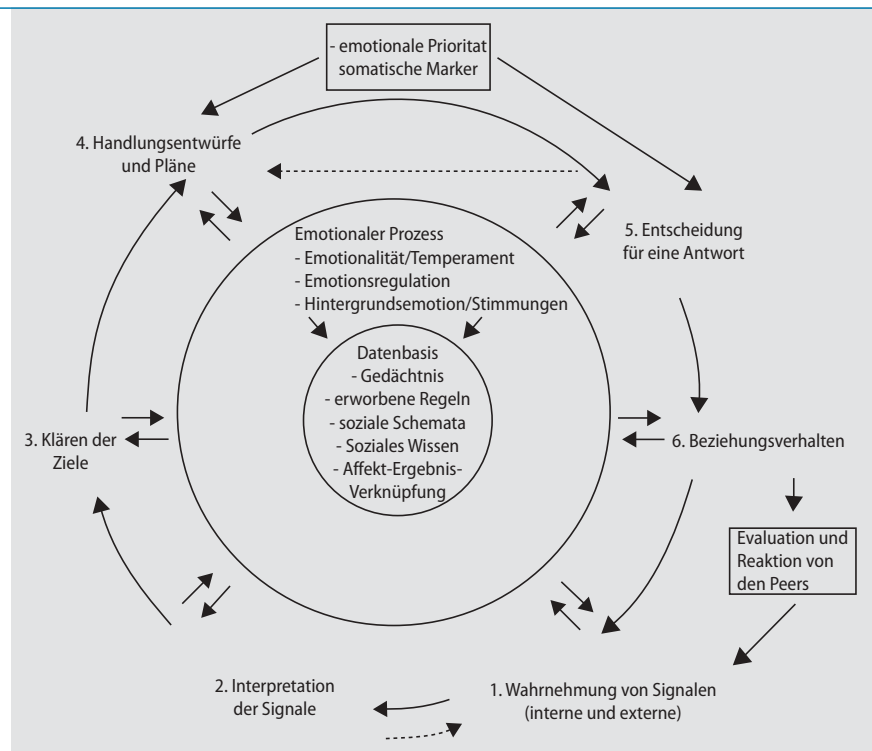 - emotionale Prioritat
somatische Marker
4. Handlungsentwürfe
und Pläne
5. Entscheidung
für eine Antwort
Emotionaler Prozess
- Emotionalität/Temperament
- Emotionsregulation
- Hintergrundsemotion/Stimmungen
Datenbasis
- Gedächtnis
- erworbene Regeln
- soziale Schemata
- Soziales Wissen
- Affekt-Ergebnis-
Verknüpfung
3. Klären der
Ziele
6. Beziehungsverhalten
Evaluation und
Reaktion von
den Peers
2. Interpretation
der Signale
1. Wahrnehmung von Signalen
(interne und externe)